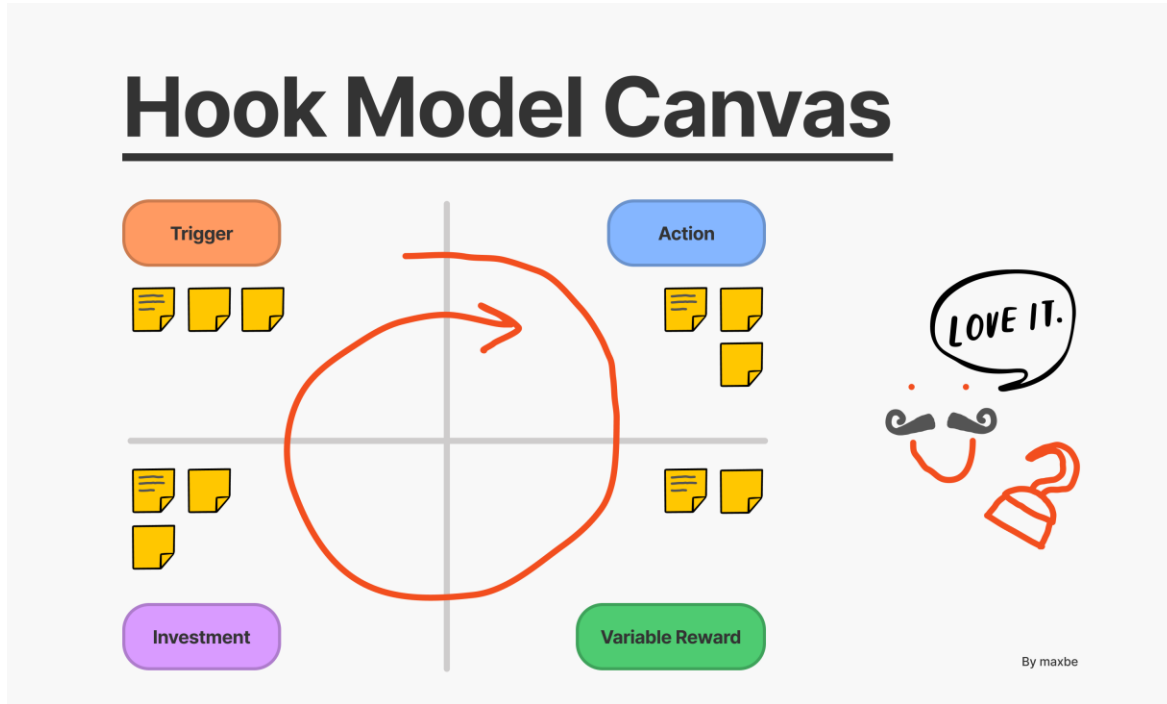 Hook Model Canvas
Trigger
Action
LOVE IT.
Investment
Variable Reward
By maxbe